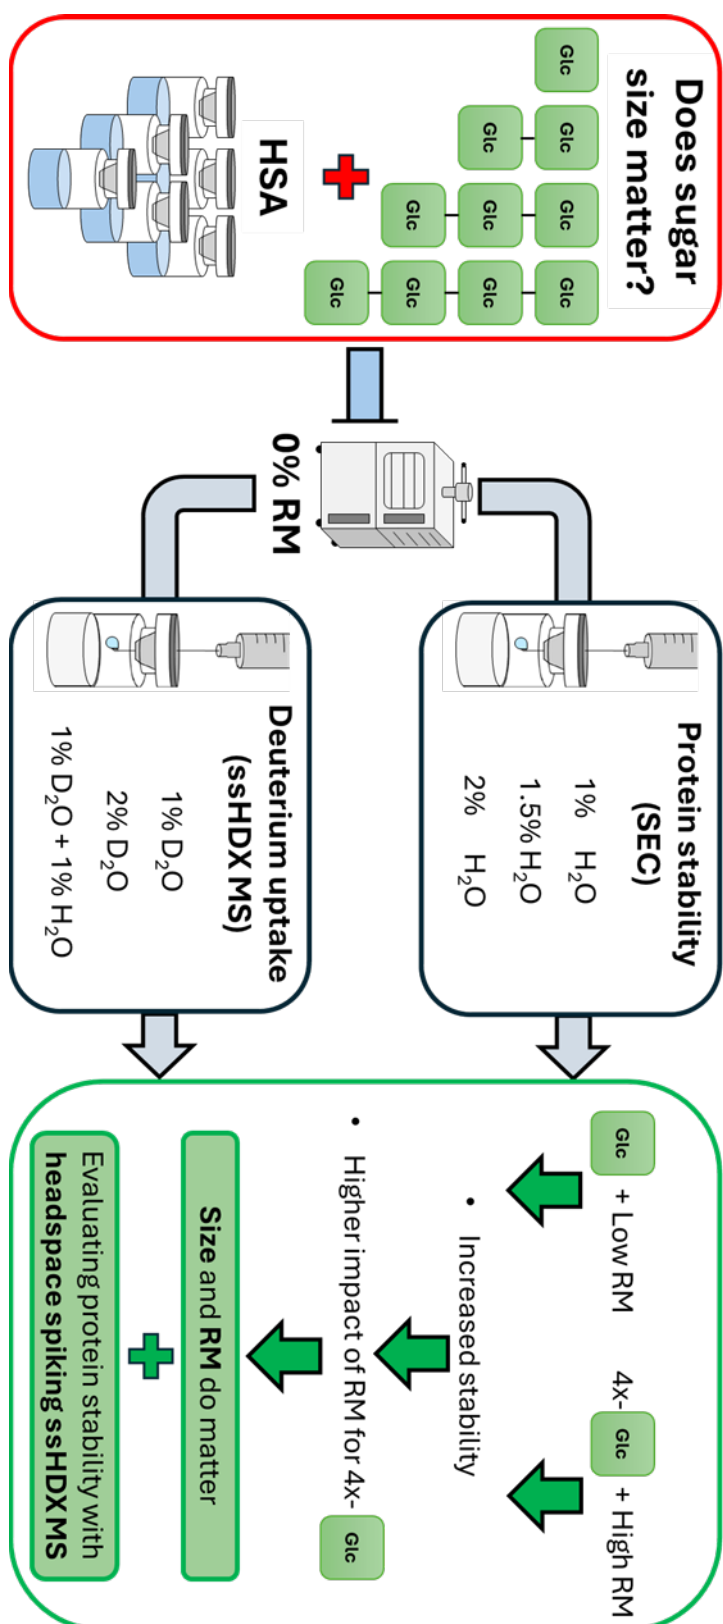 Does sugar
size matter?
Glc
Glc Glc
Glc Glc Glc
Glc Glc Glc Glc
HSA
0% RM
Protein stability
(SEC)
1% H₂O
1.5% H₂O
2% H₂O
Deuterium uptake
(ssHDX MS)
1% D₂O
2% D₂O
1% D₂O + 1% H₂O
Glc + Low RM
4x- Glc + High RM
• Increased stability
• Higher impact of RM for 4x- Glc
Size and RM do matter
Evaluating protein stability with
headspace spiking ssHDX MS